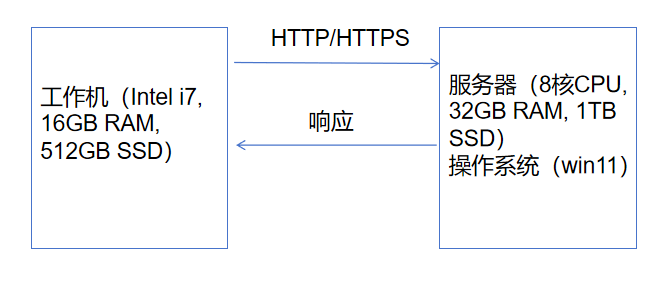 HTTP/HTTPS
工作机（Intel i7,
16GB RAM,
512GB SSD）
响应
服务器（8核CPU,
32GB RAM, 1TB
SSD）
操作系统（win11）